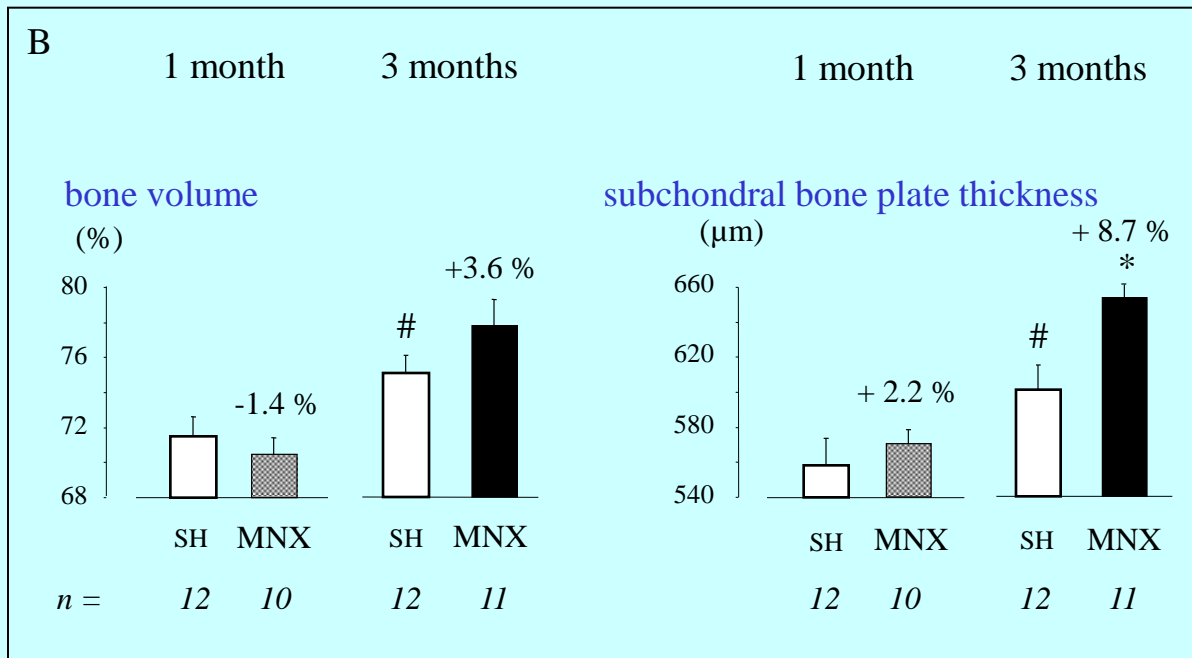 B
1 month 3 months 1 month 3 months
bone volume
(%)
80
76
72
68
-1.4 %
#
+3.6 %
SH MNX SH MNX
n = 12 10 12 11
subchondral bone plate thickness
(µm)
660
620
580
540
+ 2.2 %
#
+ 8.7 %
*
SH MNX SH MNX
12 10 12 11